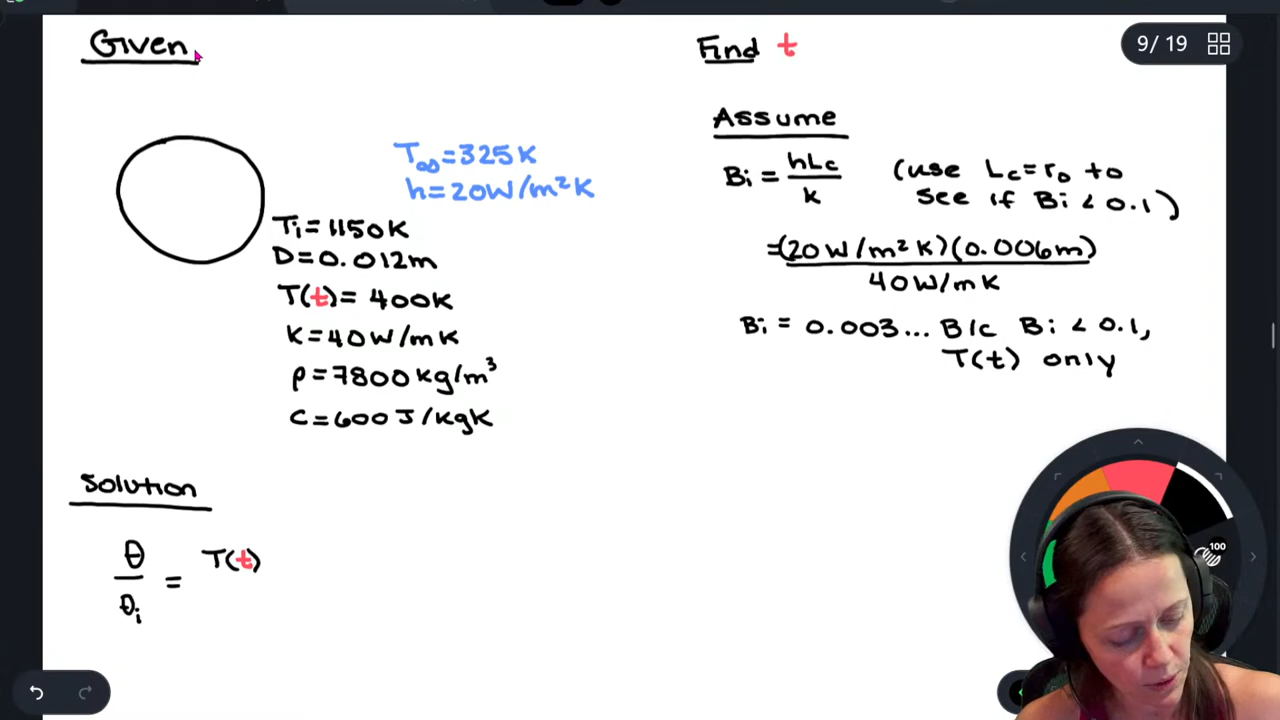 Given
Find t
9/ 19
Assume
T∞=325K
h=20W/m²K
Bi = hLc/k (use Lc=ro to
see if Bi < 0.1)
Ti=1150K
D=0.012m
=(20W/m²K)(0.006m)
40W/mK
T(t)=400K
K=40W/mK
Bi = 0.003... B/c Bi < 0.1,
T(t) only
ρ=7800kg/m³
C=600J/kgK
Solution
θ/θi = T(t)
100